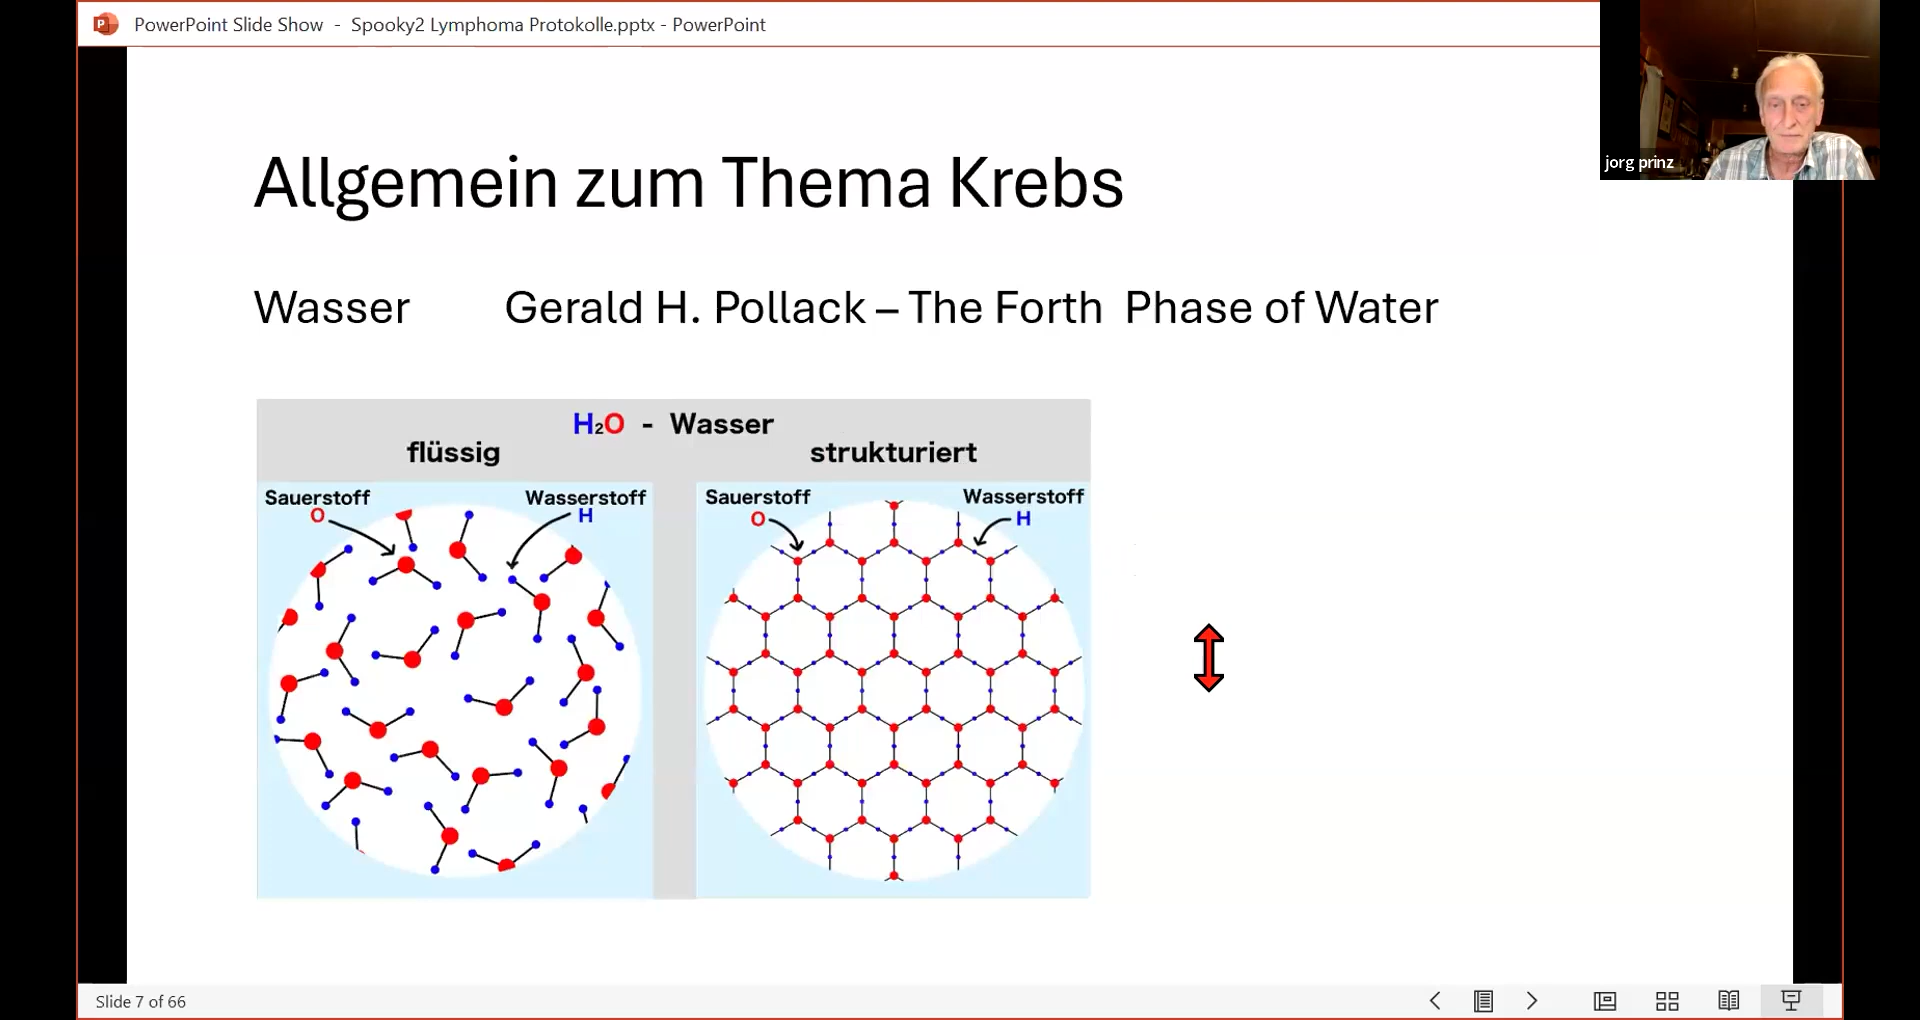 PowerPoint Slide Show - Spooky2 Lymphoma Protokolle.pptx - PowerPoint
jorg prinz
Allgemein zum Thema Krebs
Wasser Gerald H. Pollack – The Forth Phase of Water
H₂O - Wasser
flüssig strukturiert
Sauerstoff Wasserstoff Sauerstoff Wasserstoff
O H O H
Slide 7 of 66